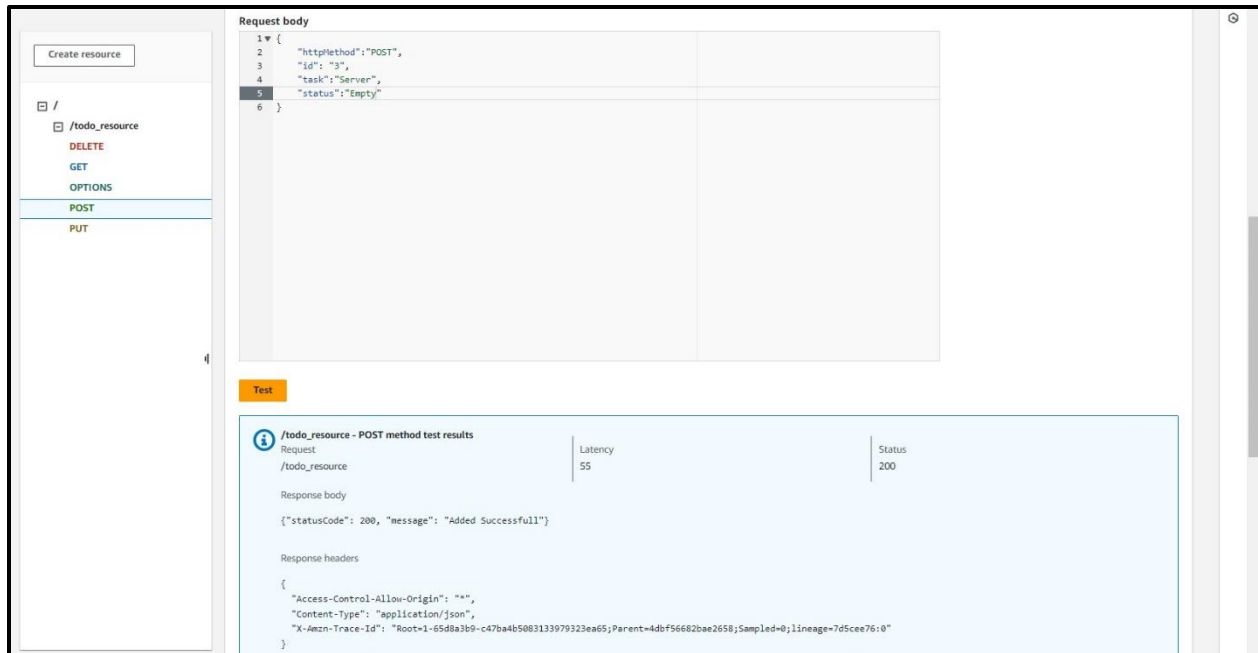 Create resource
/
/todo_resource
DELETE
GET
OPTIONS
POST
PUT
Request body
1 {
2 "httpMethod":"POST",
3 "id": "3",
4 "task":"Server",
5 "status":"Empty"
6 }
Test
/todo_resource - POST method test results
Request
/todo_resource
Latency
55
Status
200
Response body
{"statusCode": 200, "message": "Added Successfull"}
Response headers
{
"Access-Control-Allow-Origin": "*",
"Content-Type": "application/json",
"X-Amzn-Trace-Id": "Root=1-65d8a3b9-c47ba4b5083133979323ea65;Parent=4dbf56682bae2658;Sampled=0;lineage=7d5cee76:0"
}